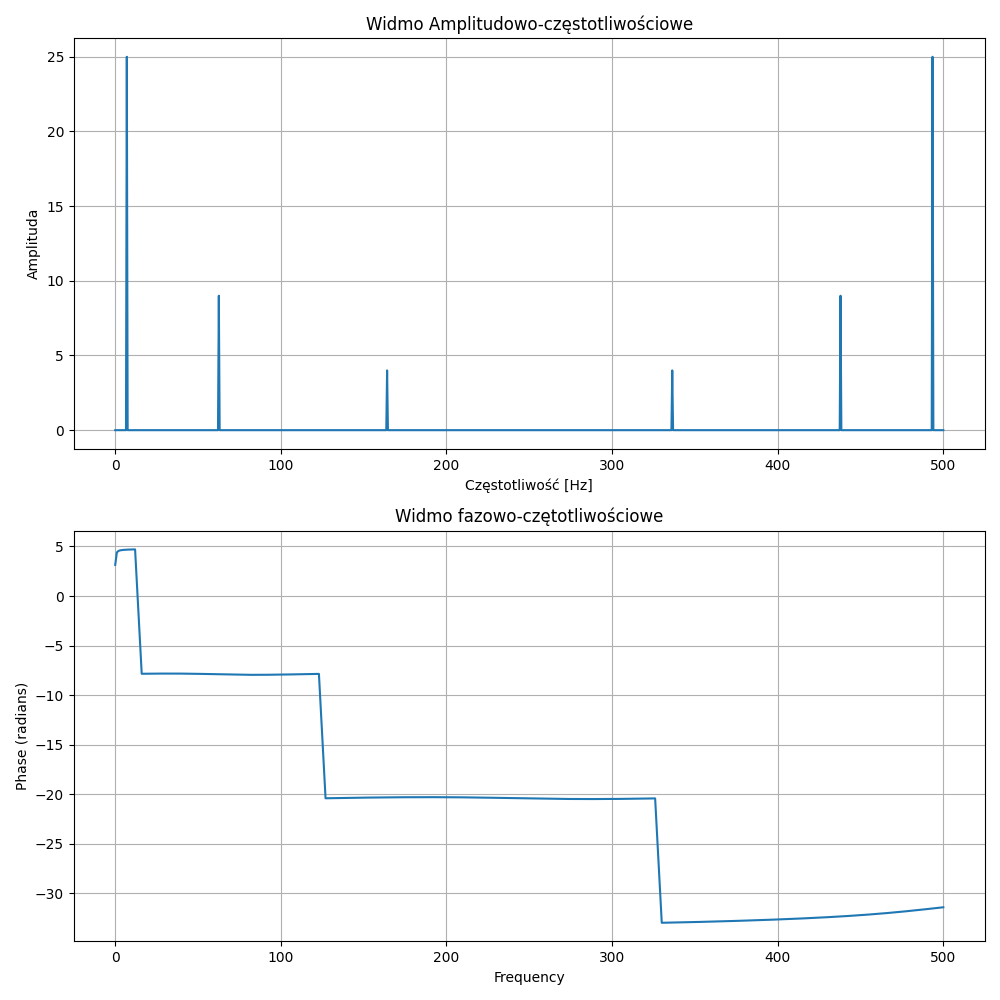 Widmo Amplitudowo-częstotliwościowe
25
20
15
10
5
0
Amplituda
0 100 200 300 400 500
Częstotliwość [Hz]
Widmo fazowo-czętotliwościowe
5
0
−5
−10
−15
−20
−25
−30
Phase (radians)
0 100 200 300 400 500
Frequency